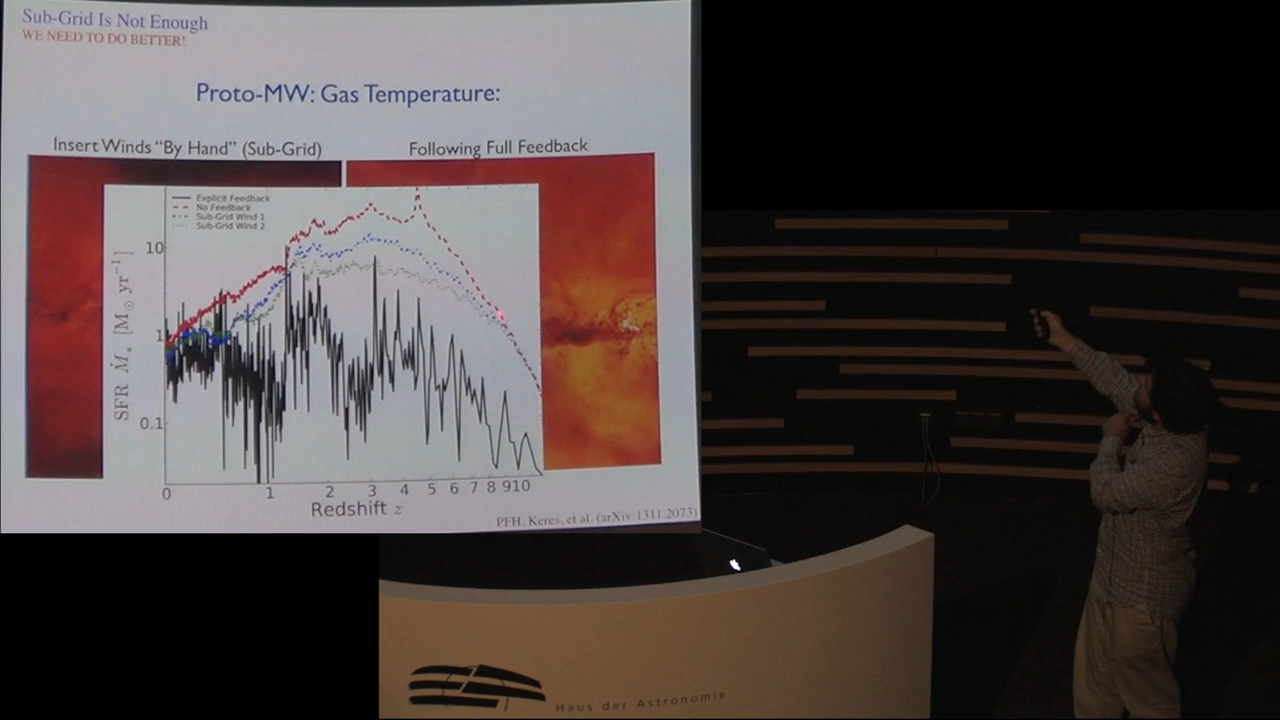 Sub-Grid Is Not Enough
WE NEED TO DO BETTER!
Proto-MW: Gas Temperature:
Insert Winds "By Hand" (Sub-Grid)
Following Full Feedback
Explicit Feedback
No Feedback
Sub-Grid Wind 1
Sub-Grid Wind 2
10
1
0.1
SFR Ṁ* [M⊙ yr⁻¹]
0 1 2 3 4 5 6 7 8 9 10
Redshift z
PFH, Keres, et al. (arXiv:1311.2073)
Haus der Astronomie